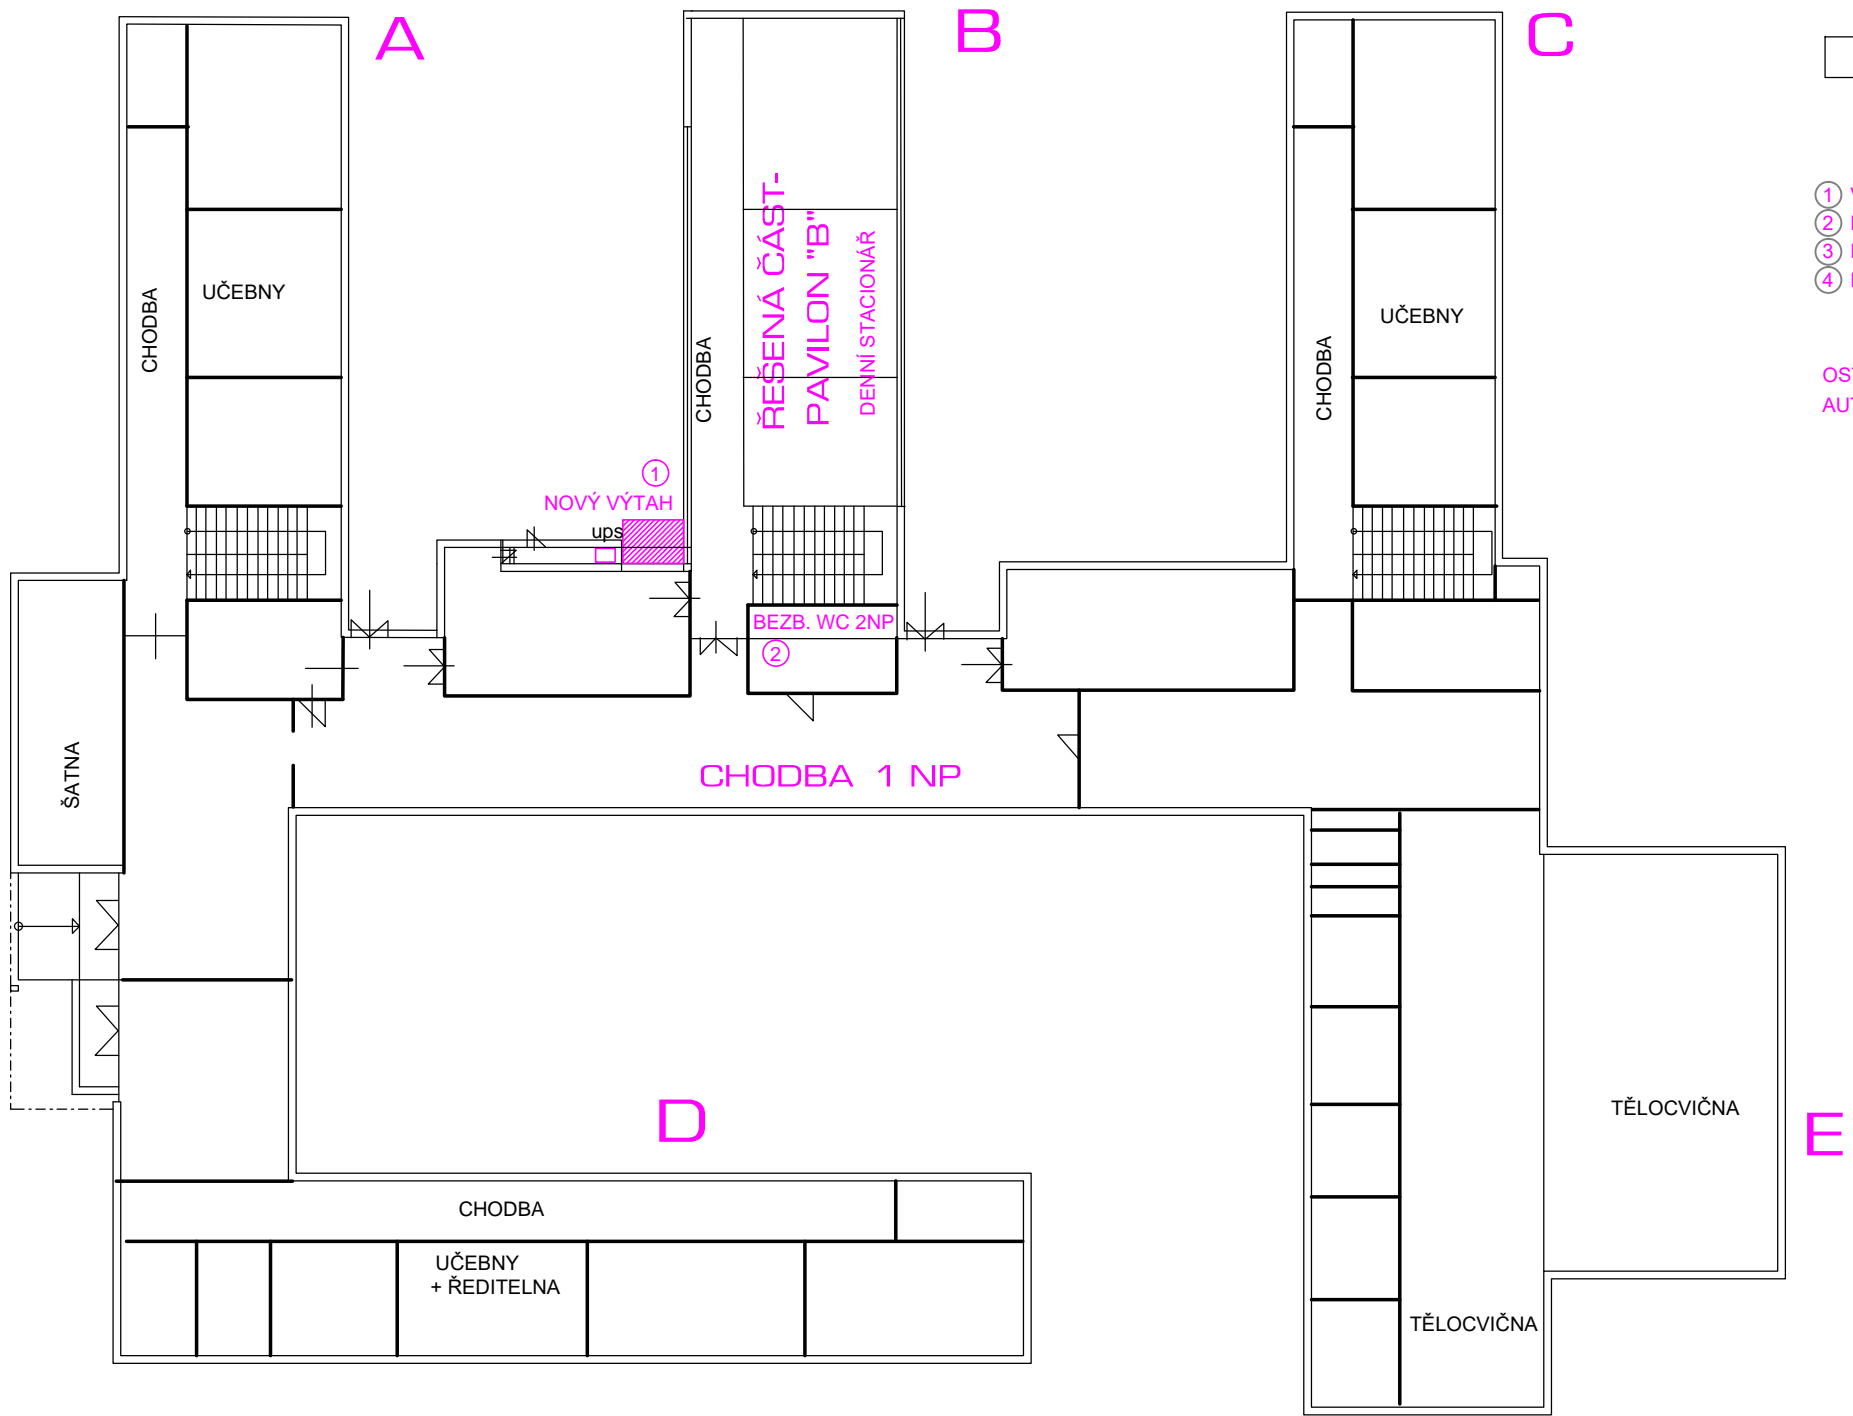 A
B
C
1
2
3
4
CHODBA
UČEBNY
CHODBA
ŘEŠENÁ ČÁST-
PAVILON "B"
DENNÍ STACIONÁŘ
CHODBA
UČEBNY
1
NOVÝ VÝTAH
ups
BEZB. WC 2NP
2
ŠATNA
CHODBA 1 NP
D
E
TĚLOCVIČNA
CHODBA
UČEBNY
+ ŘEDITELNA
TĚLOCVIČNA